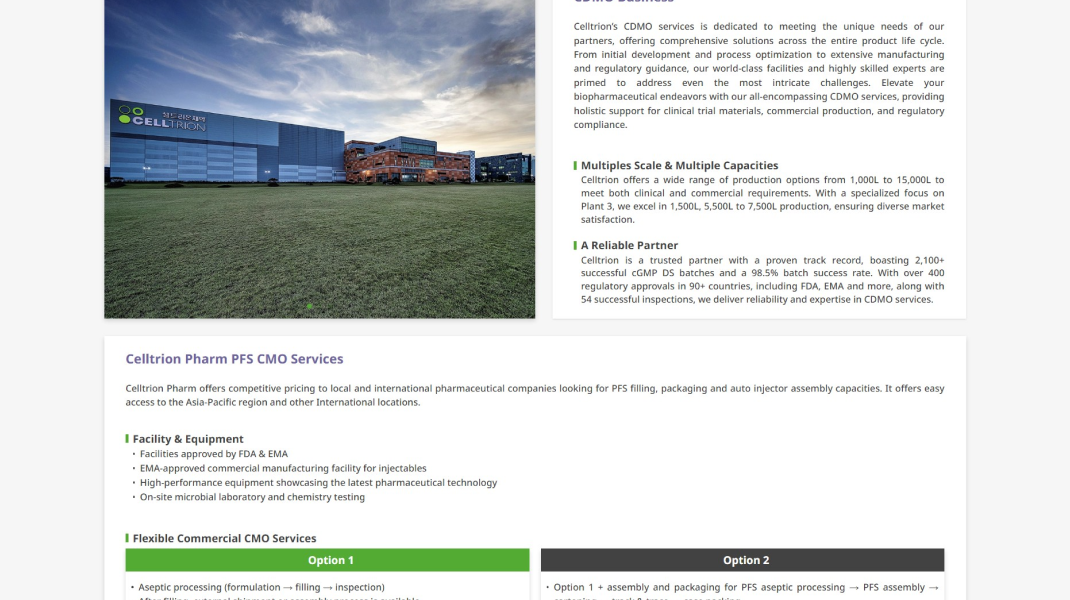 CDMO Business
셀트리온제약
CELLTRION
Celltrion's CDMO services is dedicated to meeting the unique needs of our
partners, offering comprehensive solutions across the entire product life cycle.
From initial development and process optimization to extensive manufacturing
and regulatory guidance, our world-class facilities and highly skilled experts are
primed to address even the most intricate challenges. Elevate your
biopharmaceutical endeavors with our all-encompassing CDMO services, providing
holistic support for clinical trial materials, commercial production, and regulatory
compliance.
Multiples Scale & Multiple Capacities
Celltrion offers a wide range of production options from 1,000L to 15,000L to
meet both clinical and commercial requirements. With a specialized focus on
Plant 3, we excel in 1,500L, 5,500L to 7,500L production, ensuring diverse market
satisfaction.
A Reliable Partner
Celltrion is a trusted partner with a proven track record, boasting 2,100+
successful cGMP DS batches and a 98.5% batch success rate. With over 400
regulatory approvals in 90+ countries, including FDA, EMA and more, along with
54 successful inspections, we deliver reliability and expertise in CDMO services.
Celltrion Pharm PFS CMO Services
Celltrion Pharm offers competitive pricing to local and international pharmaceutical companies looking for PFS filling, packaging and auto injector assembly capacities. It offers easy
access to the Asia-Pacific region and other International locations.
Facility & Equipment
• Facilities approved by FDA & EMA
• EMA-approved commercial manufacturing facility for injectables
• High-performance equipment showcasing the latest pharmaceutical technology
• On-site microbial laboratory and chemistry testing
Flexible Commercial CMO Services
Option 1
• Aseptic processing (formulation → filling → inspection)
Option 2
• Option 1 + assembly and packaging for PFS aseptic processing → PFS assembly →